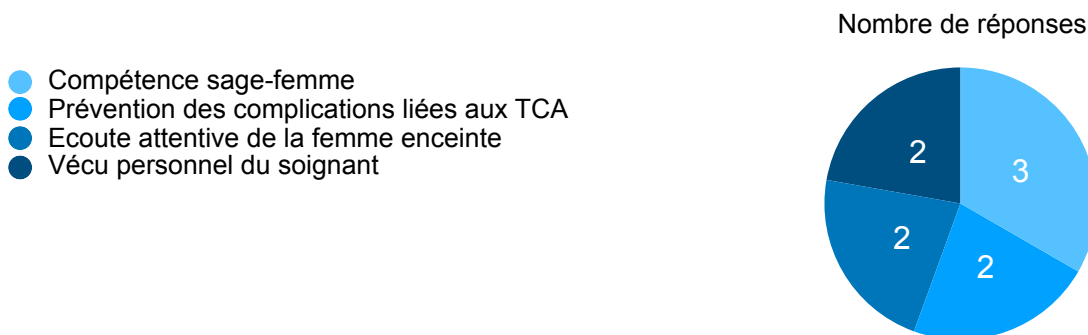 Nombre de réponses
Compétence sage-femme
Prévention des complications liées aux TCA
Ecoute attentive de la femme enceinte
Vécu personnel du soignant
2
3
2
2